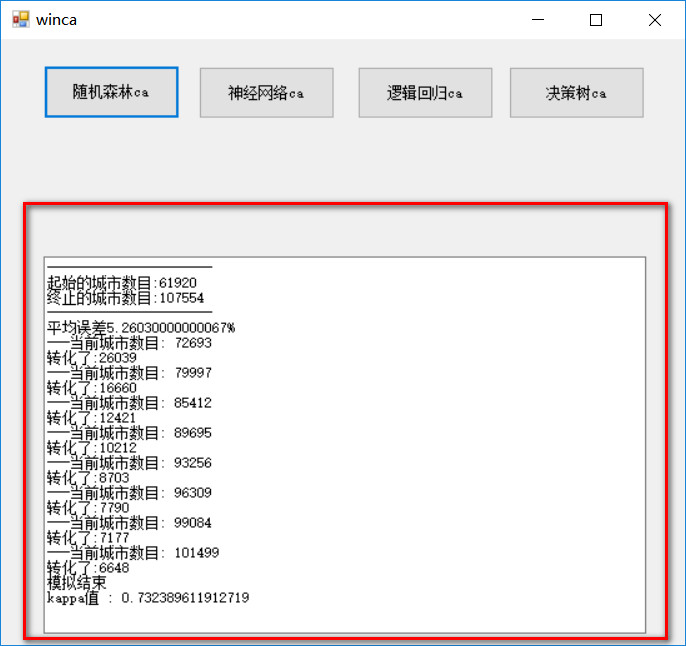 winca
随机森林ca 神经网络ca 逻辑回归ca 决策树ca
起始的城市数目:61920
终止的城市数目:107554
平均误差5.26030000000067%
──当前城市数目: 72693
转化了:26039
──当前城市数目: 79997
转化了:16660
──当前城市数目: 85412
转化了:12421
──当前城市数目: 89695
转化了:10212
──当前城市数目: 93256
转化了:8703
──当前城市数目: 96309
转化了:7790
──当前城市数目: 99084
转化了:7177
──当前城市数目: 101499
转化了:6648
模拟结束
kappa值 : 0.732389611912719